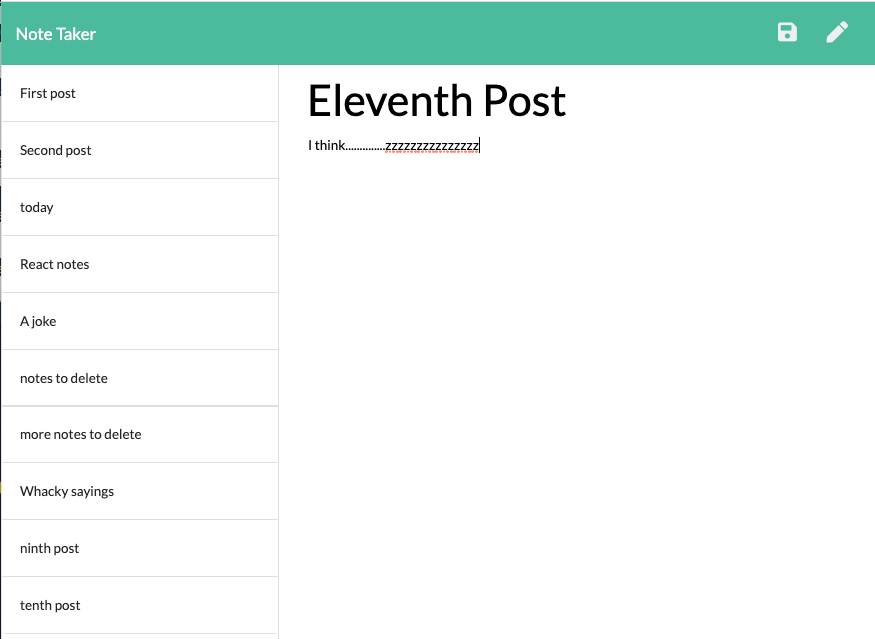 Note Taker
First post
Second post
today
React notes
A joke
notes to delete
more notes to delete
Whacky sayings
ninth post
tenth post
Eleventh Post
I think..............zzzzzzzzzzzzzzz